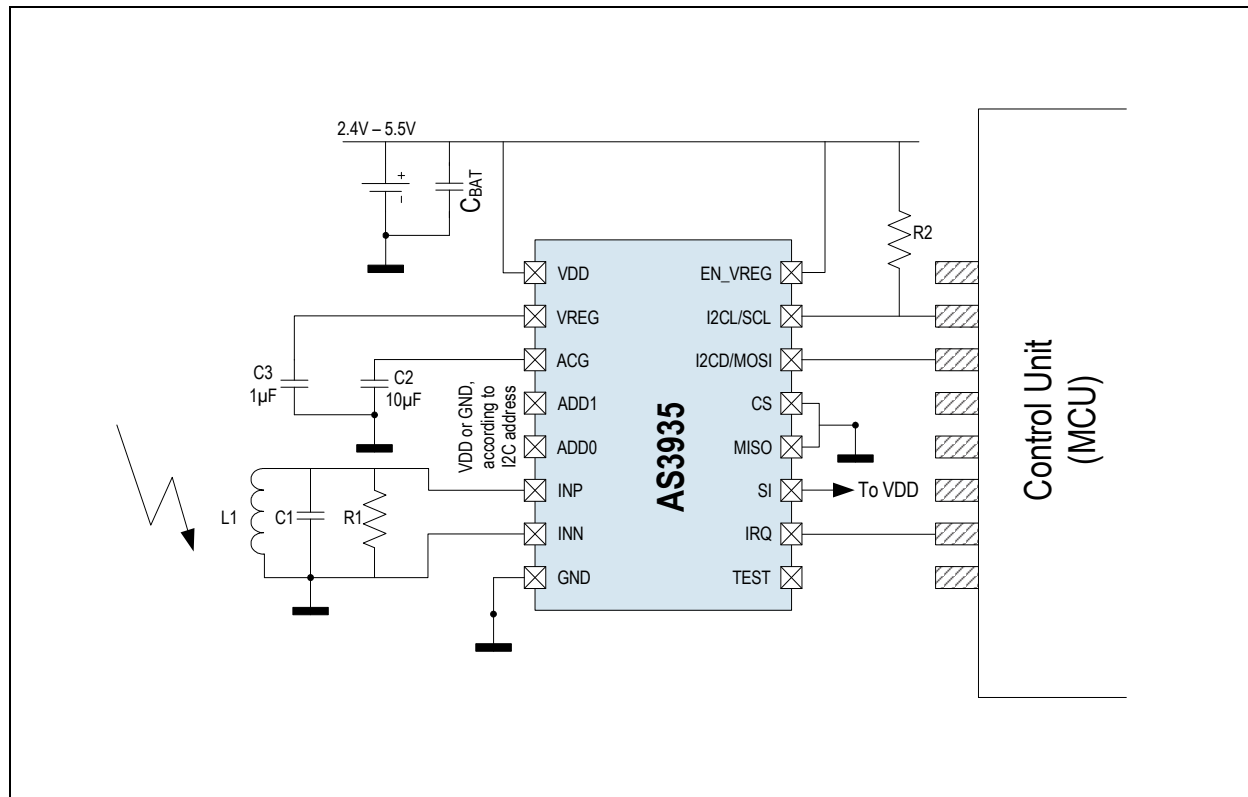 2.4V – 5.5V
+
-
CBAT
R2
VDD
VREG
ACG
ADD1
ADD0
INP
INN
GND
VDD or GND,
according to
I2C address
AS3935
EN_VREG
I2CL/SCL
I2CD/MOSI
CS
MISO
SI
IRQ
TEST
To VDD
C3
1µF
C2
10µF
L1
C1
R1
Control Unit
(MCU)